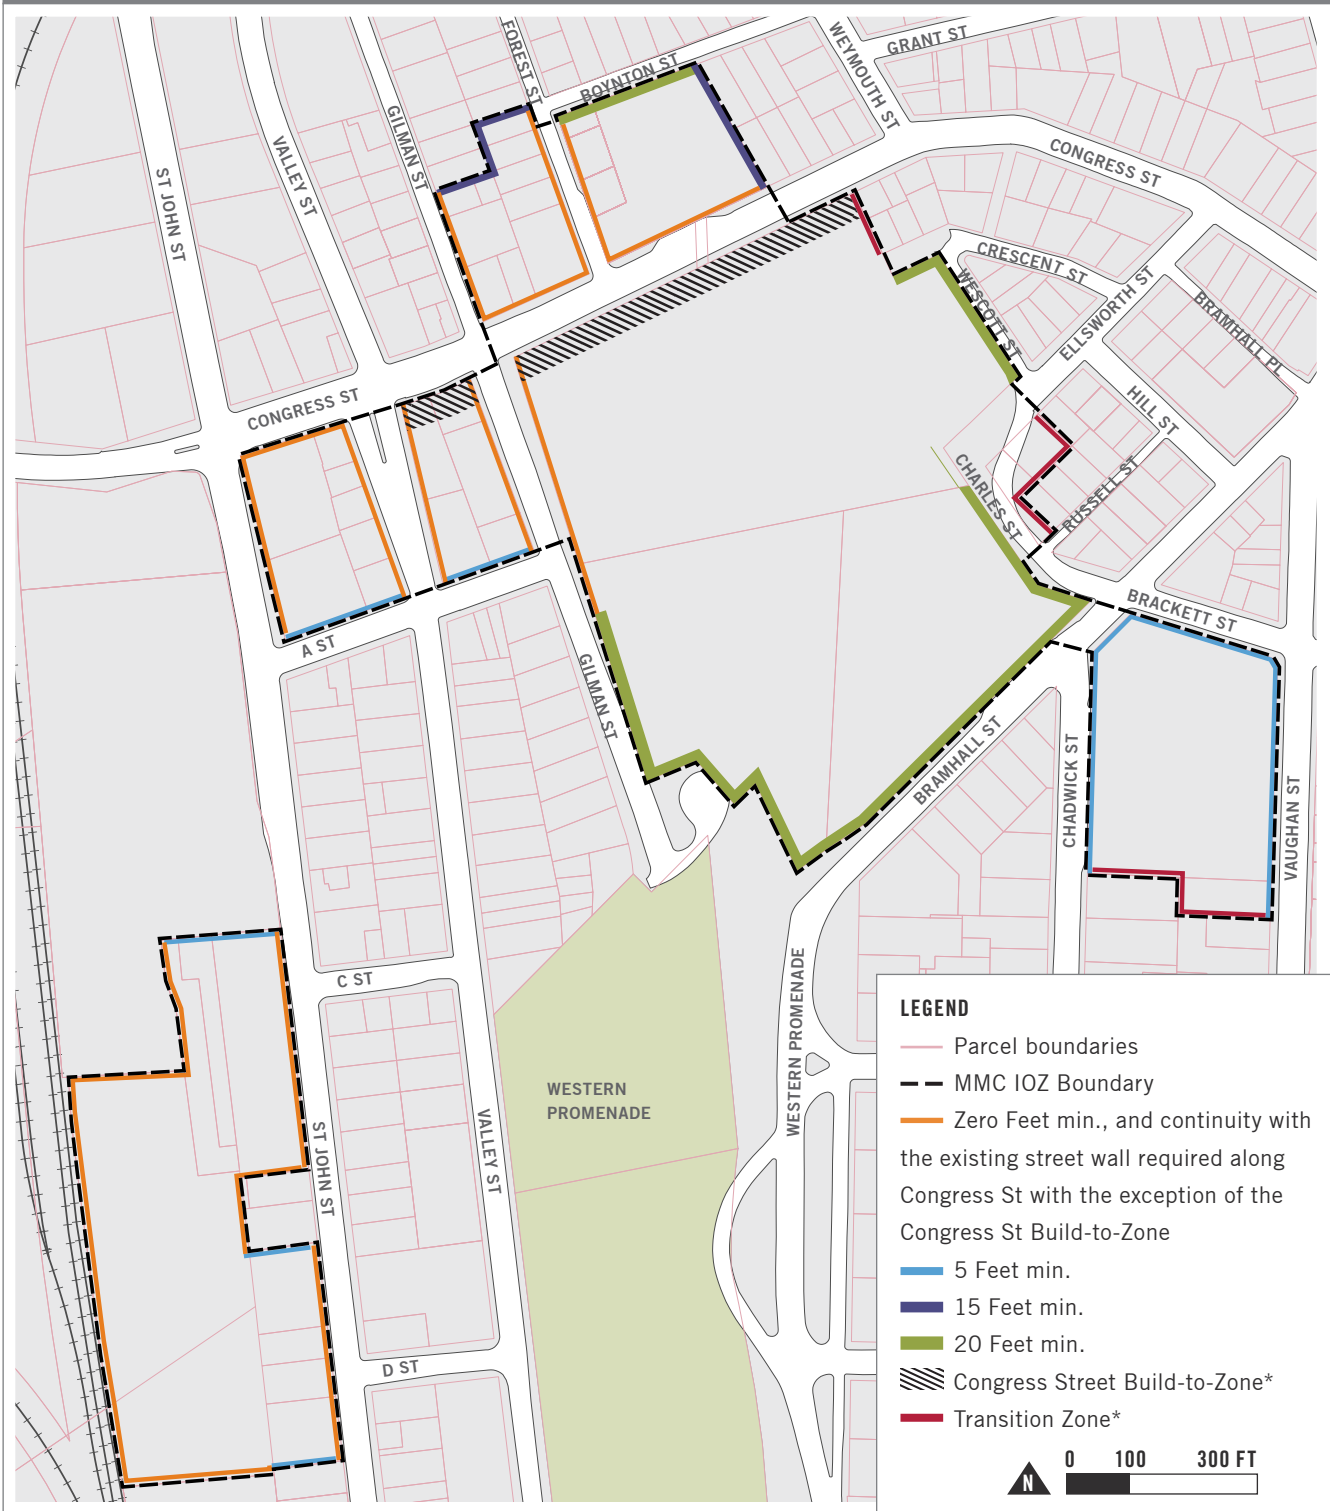 FOREST ST
BOYNTON ST
WEYMOUTH ST
GRANT ST
GILMAN ST
VALLEY ST
ST JOHN ST
CONGRESS ST
CRESCENT ST
WESCOTT ST
ELLSWORTH ST
BRAMHALL PL
HILL ST
CONGRESS ST
CHARLES ST
RUSSELL ST
BRACKETT ST
A ST
GILMAN ST
BRAMHALL ST
CHADWICK ST
VAUGHAN ST
C ST
WESTERN PROMENADE
WESTERN
PROMENADE
ST JOHN ST
VALLEY ST
D ST
LEGEND
Parcel boundaries
MMC IOZ Boundary
Zero Feet min., and continuity with
the existing street wall required along
Congress St with the exception of the
Congress St Build-to-Zone
5 Feet min.
15 Feet min.
20 Feet min.
Congress Street Build-to-Zone*
Transition Zone*
0 100 300 FT
N